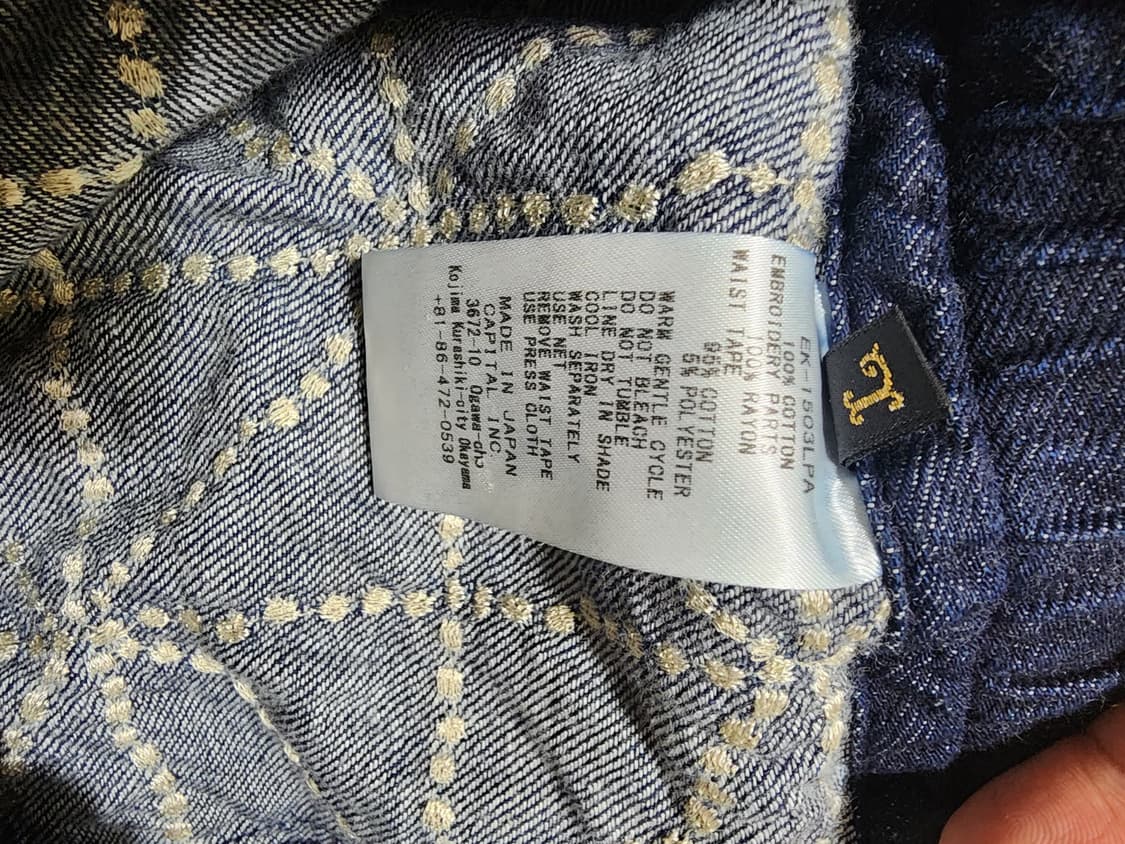 L
EK-1503LPA
100% COTTON
EMBROIDERY PARTS
100% RAYON
WAIST TAPE
95% COTTON
5% POLYESTER
WARM GENTLE CYCLE
DO NOT BLEACH
DO NOT TUMBLE
LINE DRY IN SHADE
COOL IRON
WASH SEPARATELY
USE NET
REMOVE WAIST TAPE
USE PRESS CLOTH
MADE IN JAPAN
CAPITAL INC.
3672-10 Ogawa-cho
Kojima Kurashiki-city Okayama
+81-86-472-0539